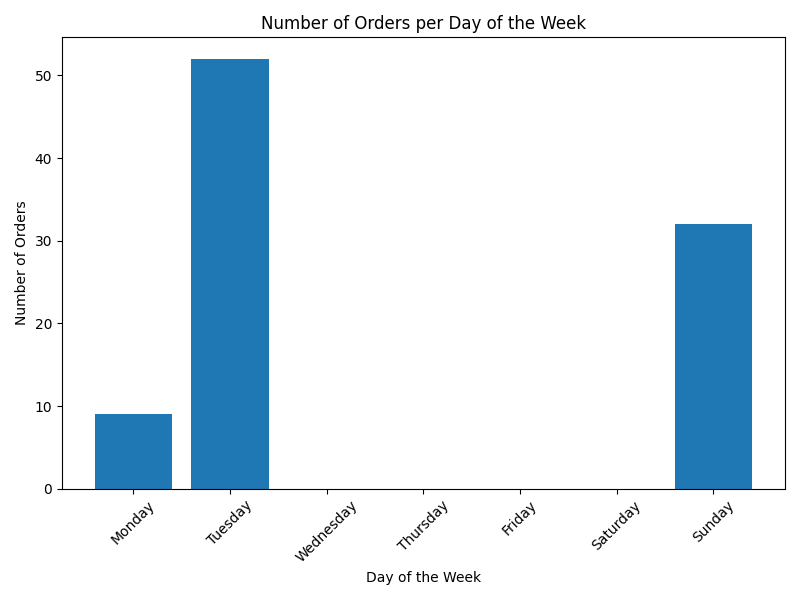 Number of Orders per Day of the Week
Number of Orders
50
40
30
20
10
0
Monday
Tuesday
Wednesday
Thursday
Friday
Saturday
Sunday
Day of the Week